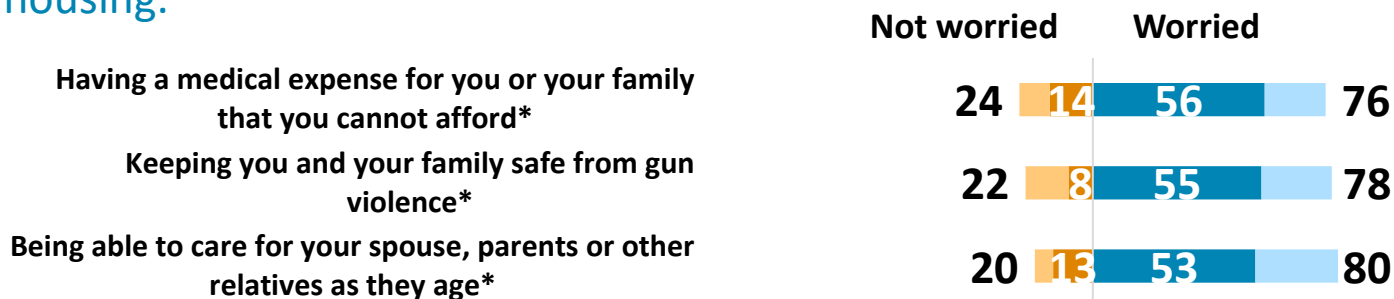 housing.
Not worried Worried
Having a medical expense for you or your family
that you cannot afford*
24 14 56 76
Keeping you and your family safe from gun
violence*
22 8 55 78
Being able to care for your spouse, parents or other
relatives as they age*
20 13 53 80